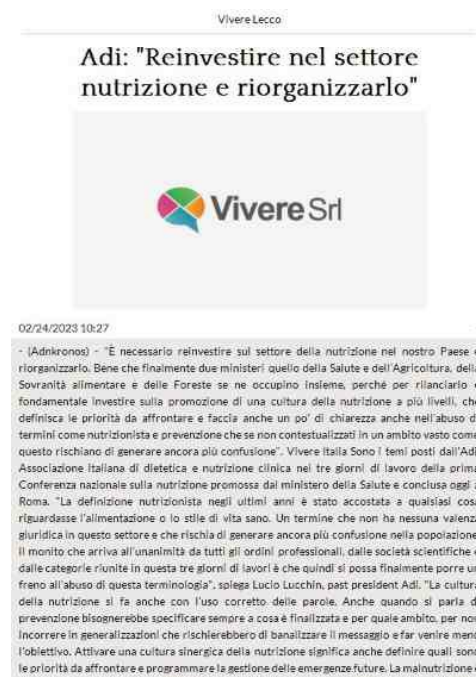 Vivere Lecco
Adi: "Reinvestire nel settore
nutrizione e riorganizzarlo"
Vivere Srl
02/24/2023 10:27
- (Adnkronos) - "È necessario reinvestire sul settore della nutrizione nel nostro Paese e
riorganizzarlo. Bene che finalmente due ministeri quello della Salute e dell'Agricoltura, della
Sovranità alimentare e delle Foreste se ne occupino insieme, perché per rilanciarlo è
fondamentale investire sulla promozione di una cultura della nutrizione a più livelli, che
definisca le priorità da affrontare e faccia anche un po' di chiarezza anche nell'abuso di
termini come nutrizionista e prevenzione che se non contestualizzati in un ambito vasto come
questo rischiano di generare ancora più confusione". Vivere Italia Sono i temi posti dall'Adi,
Associazione italiana di dietetica e nutrizione clinica nei tre giorni di lavoro della prima
Conferenza nazionale sulla nutrizione promossa dal ministero della Salute e conclusa oggi a
Roma. "La definizione nutrizionista negli ultimi anni è stato accostata a qualsiasi cosa
riguardasse l'alimentazione o lo stile di vita sano. Un termine che non ha nessuna valenza
giuridica in questo settore e che rischia di generare ancora più confusione nella popolazione.
Il monito che arriva all'unanimità da tutti gli ordini professionali, dalle società scientifiche e
dalle categorie riunite in questa tre giorni di lavori è che quindi si possa finalmente porre un
freno all'abuso di questa terminologia", spiega Lucio Lucchin, past president Adi. "La cultura
della nutrizione si fa anche con l'uso corretto delle parole. Anche quando si parla di
prevenzione bisognerebbe specificare sempre a cosa è finalizzata e per quale ambito, per non
incorrere in generalizzazioni che rischierebbero di banalizzare il messaggio e far venire meno
l'obiettivo. Attivare una cultura sinergica della nutrizione significa anche definire quali sono
le priorità da affrontare e programmare la gestione delle emergenze future. La malnutrizione è